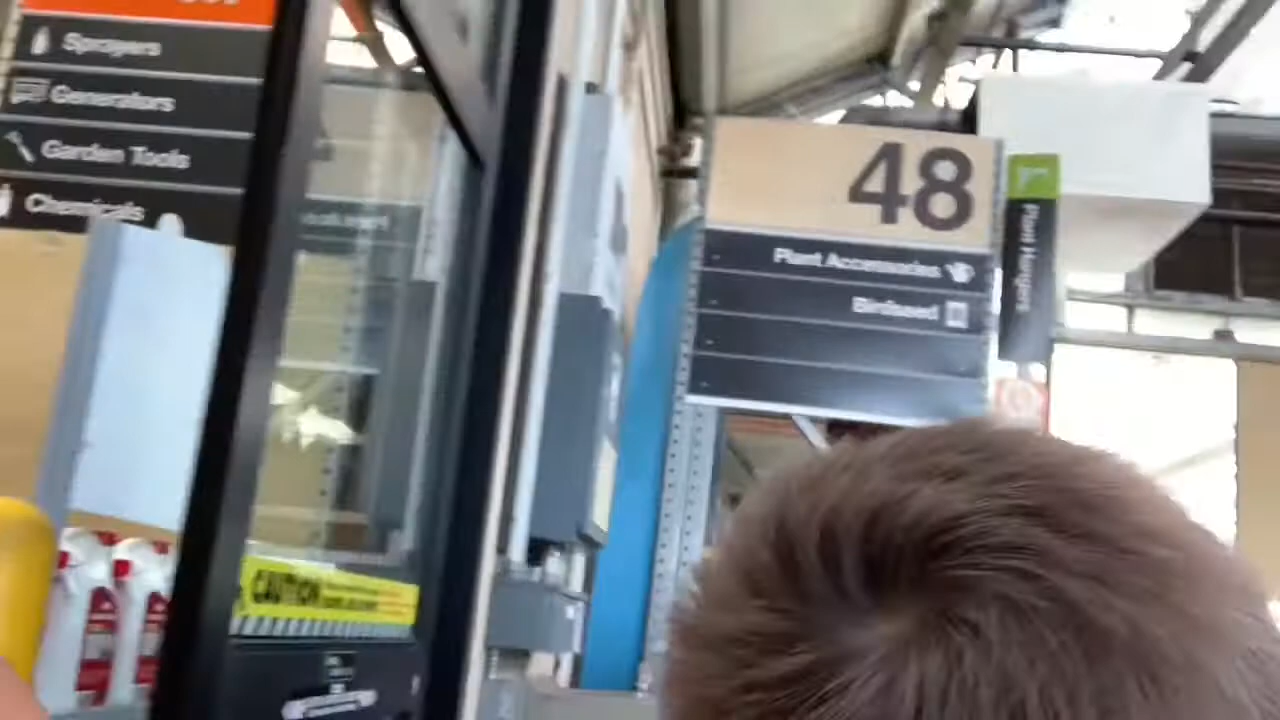 Sprayers
Generators
Garden Tools
Chemicals
48
Plant Accessories
Birdseed
Plant Hangers
CAUTION